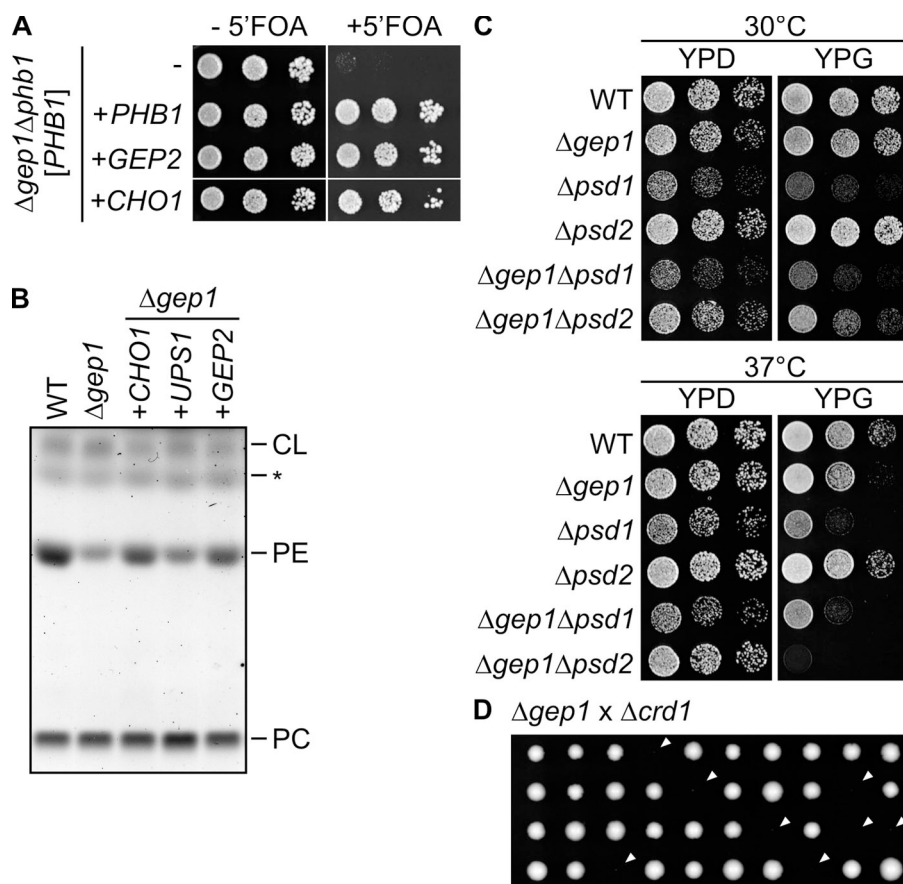 A
- 5'FOA +5'FOA
Δgep1Δphb1
[PHB1]
-
+PHB1
+GEP2
+CHO1
B
Δgep1
WT
Δgep1
+CHO1
+UPS1
+GEP2
CL
*
PE
PC
C
30°C
YPD YPG
WT
Δgep1
Δpsd1
Δpsd2
Δgep1Δpsd1
Δgep1Δpsd2
37°C
YPD YPG
WT
Δgep1
Δpsd1
Δpsd2
Δgep1Δpsd1
Δgep1Δpsd2
D Δgep1 x Δcrd1